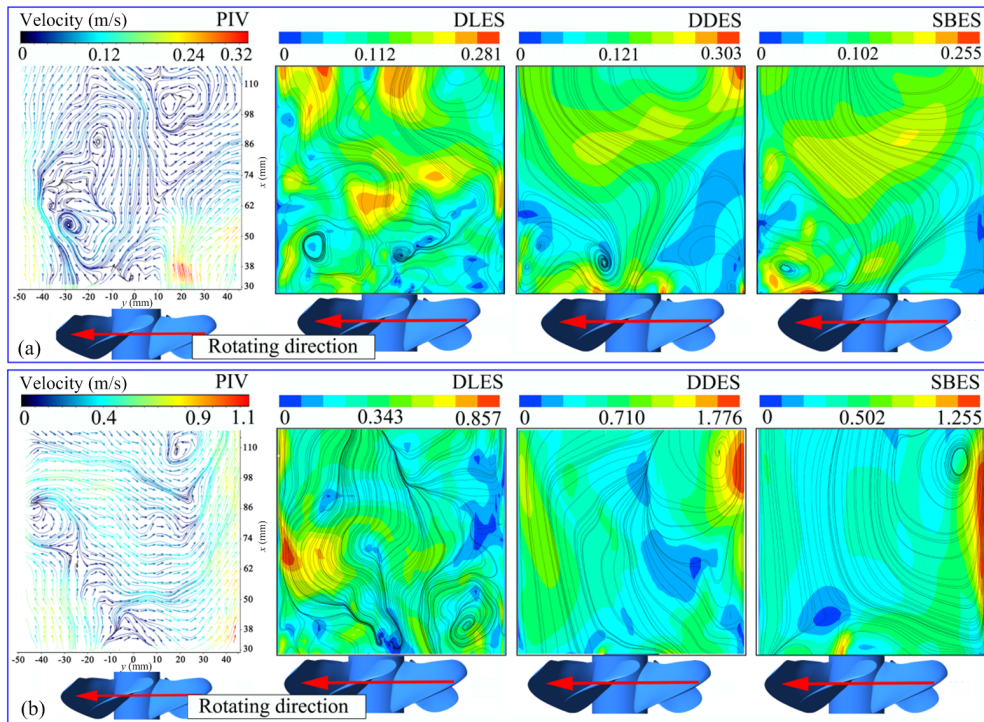 Velocity (m/s) PIV
0 0.12 0.24 0.32
DLES
0 0.112 0.281
DDES
0 0.121 0.303
SBES
0 0.102 0.255
110
98
86
74
62
50
38
30
x (mm)
-50 -40 -30 -20 -10 0 10 20 30 40
y (mm)
(a)
Rotating direction
Velocity (m/s) PIV
0 0.4 0.9 1.1
DLES
0 0.343 0.857
DDES
0 0.710 1.776
SBES
0 0.502 1.255
110
98
86
74
62
50
38
30
x (mm)
-50 -40 -30 -20 -10 0 10 20 30 40
y (mm)
(b)
Rotating direction